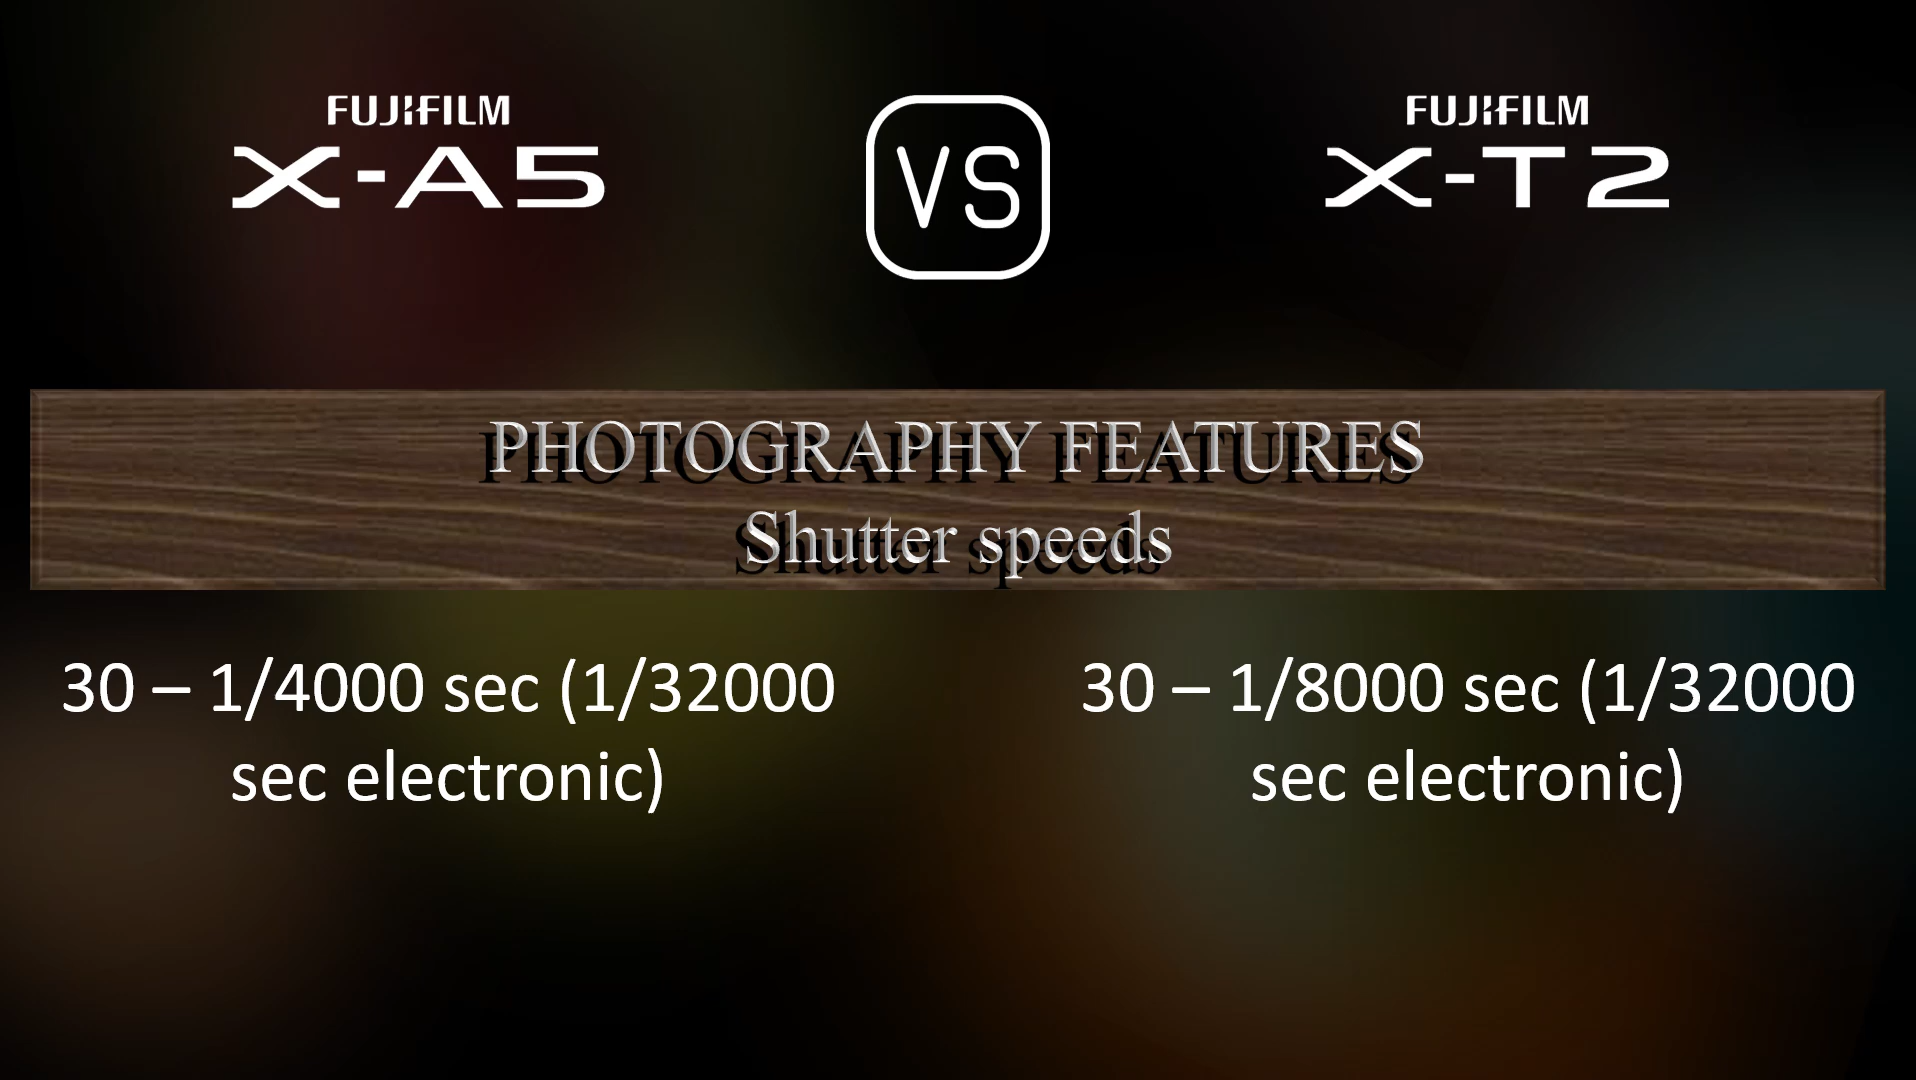 FUJIFILM
X-A5
VS
FUJIFILM
X-T2
PHOTOGRAPHY FEATURES
Shutter speeds
30 – 1/4000 sec (1/32000
sec electronic)
30 – 1/8000 sec (1/32000
sec electronic)